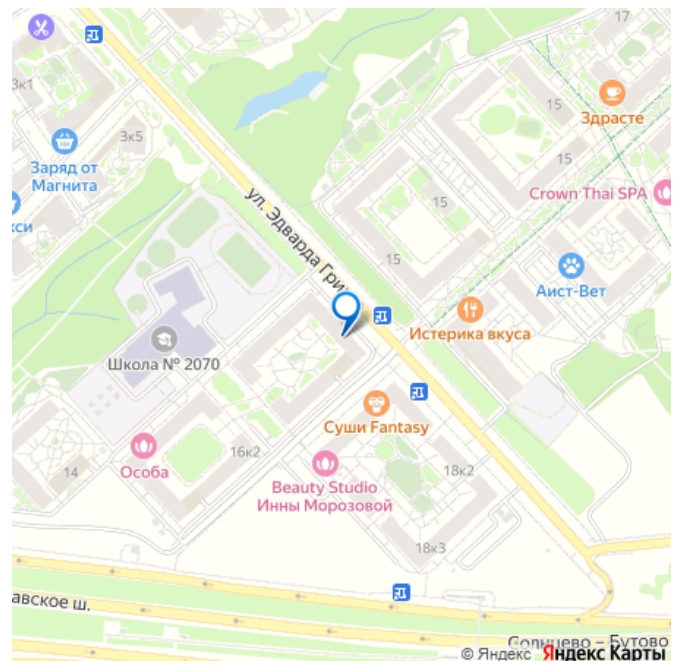 17
3к1
Здрасте
15
3к5
Заряд от
Магнита
15
Crown Thai SPA
кси
15
ул. Эдварда Гри
15
Аист-Вет
Истерика вкуса
Школа № 2070
Суши Fantasy
16к2
Особа
14
18к2
Beauty Studio
Инны Морозовой
18к3
авское ш.
Солнцево – Бутово
© Яндекс Яндекс Карты